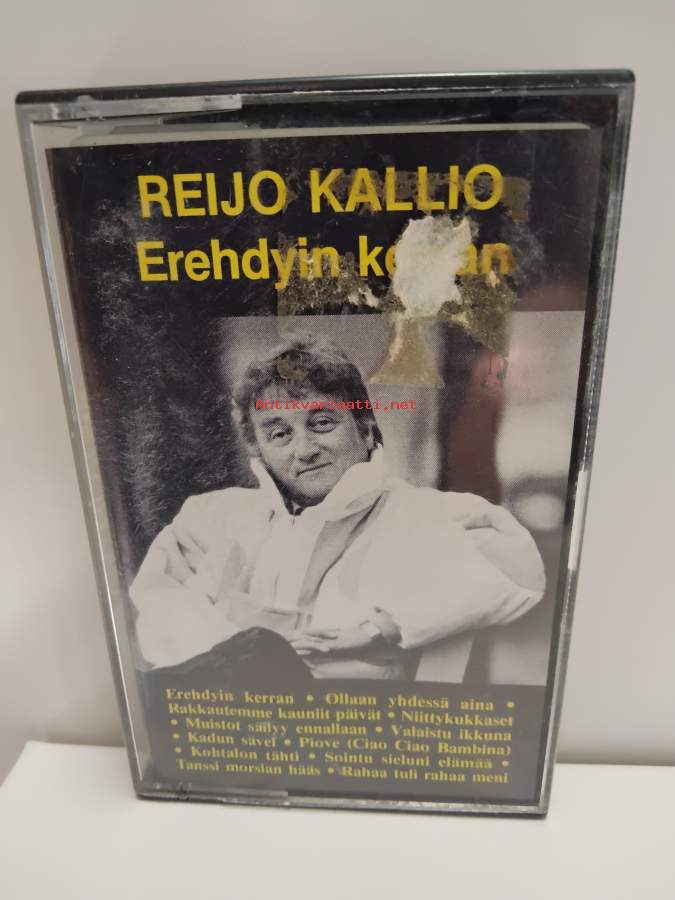 REIJO KALLIO
Erehdyin
Antikvariaatti.net
Erehdyin kerran • Ollaan yhdessä aina •
Rakkautemme kauniit päivät • Niittykukkaset
• Muistot säilyy ennallaan • Valaistu ikkuna
• Kadun sävel • Piove (Ciao Ciao Bambina)
• Kohtalon tähti • Sointu sieluni elämää •
Tanssi morsian hääs • Rahaa tuli rahaa meni